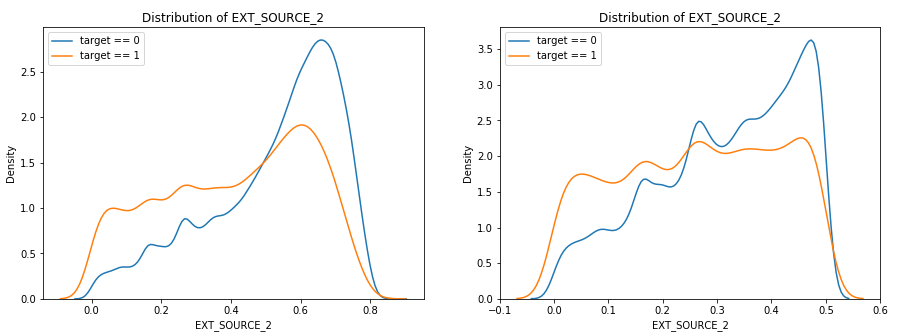 Distribution of EXT_SOURCE_2
target == 0
target == 1
Density
2.5
2.0
1.5
1.0
0.5
0.0
0.0 0.2 0.4 0.6 0.8
EXT_SOURCE_2
Distribution of EXT_SOURCE_2
target == 0
target == 1
Density
3.5
3.0
2.5
2.0
1.5
1.0
0.5
0.0
−0.1 0.0 0.1 0.2 0.3 0.4 0.5 0.6
EXT_SOURCE_2